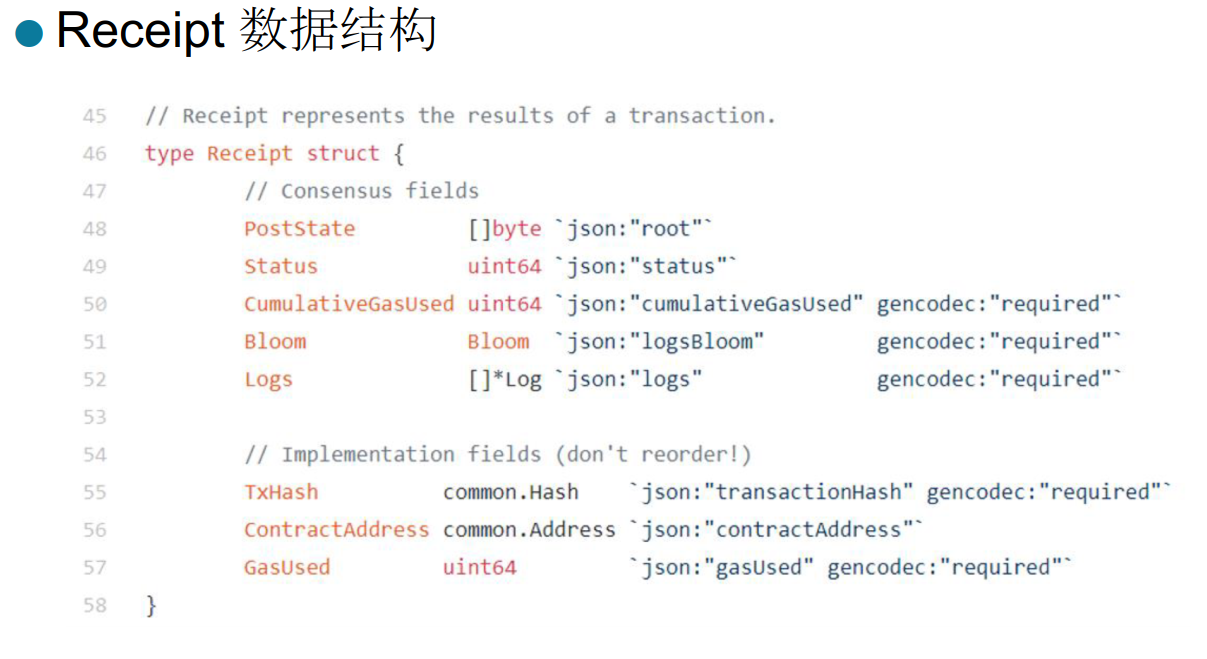 ● Receipt 数据结构
45 // Receipt represents the results of a transaction.
46 type Receipt struct {
47 // Consensus fields
48 PostState []byte `json:"root"`
49 Status uint64 `json:"status"`
50 CumulativeGasUsed uint64 `json:"cumulativeGasUsed" gencodec:"required"`
51 Bloom Bloom `json:"logsBloom" gencodec:"required"`
52 Logs []*Log `json:"logs" gencodec:"required"`
53
54 // Implementation fields (don't reorder!)
55 TxHash common.Hash `json:"transactionHash" gencodec:"required"`
56 ContractAddress common.Address `json:"contractAddress"`
57 GasUsed uint64 `json:"gasUsed" gencodec:"required"`
58 }